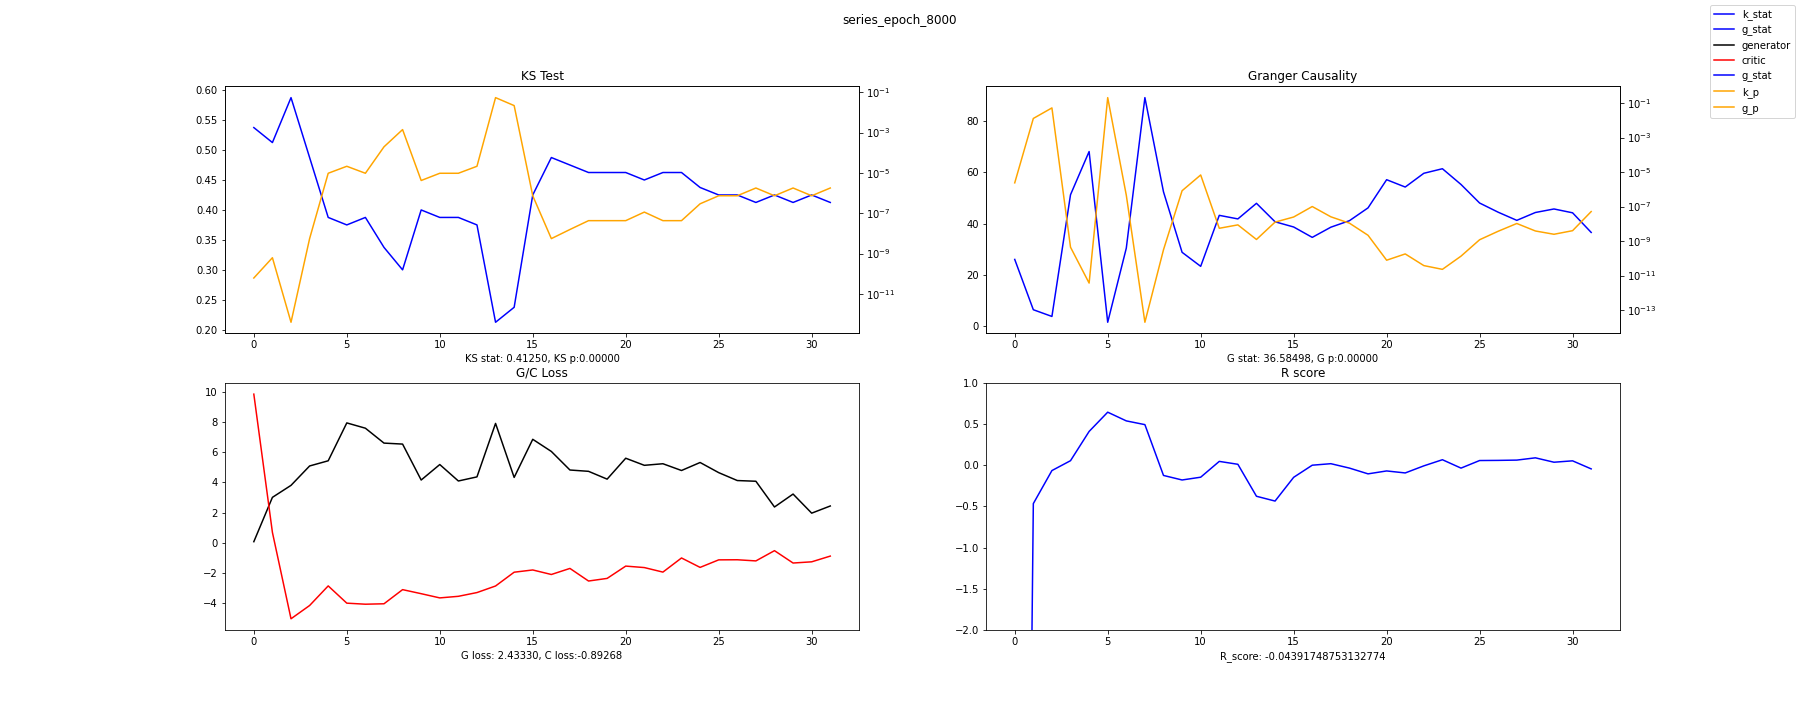 series_epoch_8000
k_stat
g_stat
generator
critic
g_stat
k_p
g_p
KS Test
0.60
0.55
0.50
0.45
0.40
0.35
0.30
0.25
0.20
10⁻¹
10⁻³
10⁻⁵
10⁻⁷
10⁻⁹
10⁻¹¹
0 5 10 15 20 25 30
KS stat: 0.41250, KS p:0.00000
Granger Causality
80
60
40
20
0
10⁻¹
10⁻³
10⁻⁵
10⁻⁷
10⁻⁹
10⁻¹¹
10⁻¹³
0 5 10 15 20 25 30
G stat: 36.58498, G p:0.00000
G/C Loss
10
8
6
4
2
0
−2
−4
0 5 10 15 20 25 30
G loss: 2.43330, C loss:-0.89268
R score
1.0
0.5
0.0
−0.5
−1.0
−1.5
−2.0
0 5 10 15 20 25 30
R_score: -0.04391748753132774